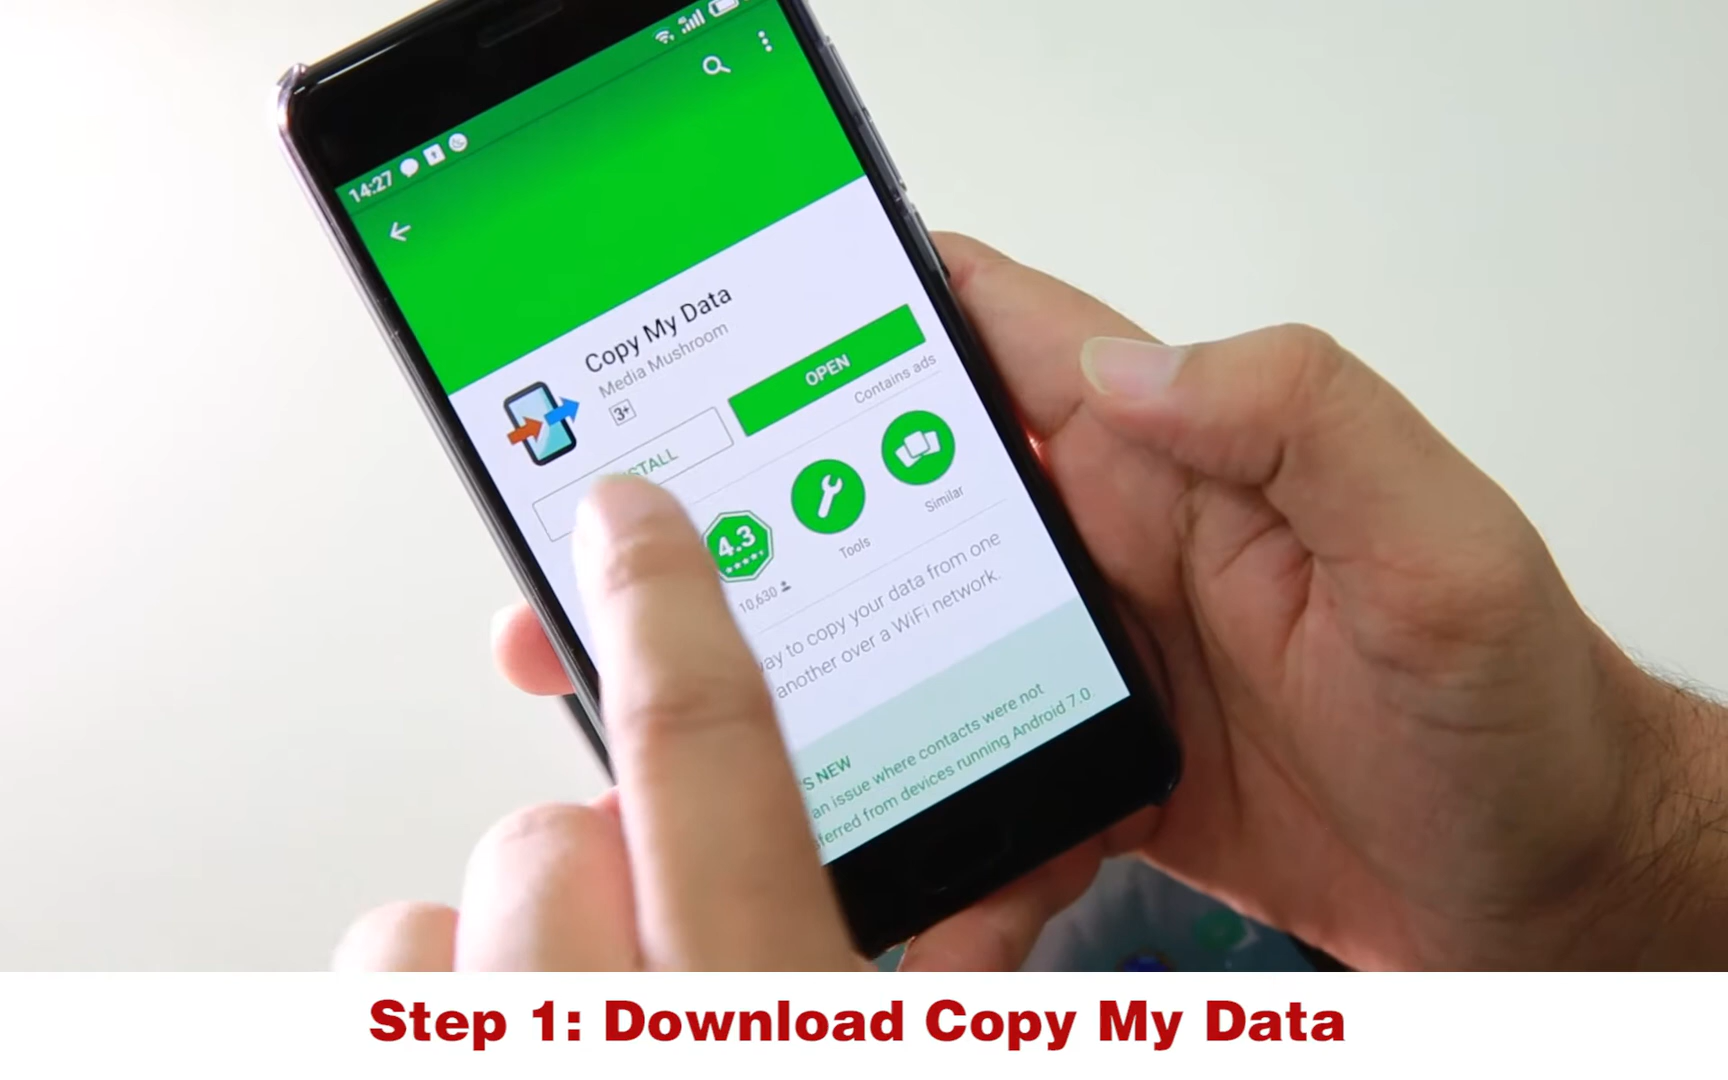 14:27
Copy My Data
Media Mushroom
3+
OPEN
Contains ads
4.3
10,630
Tools
Similar
to copy your data from one
another over a WiFi network.
NEW
an issue where contacts were not
from devices running Android 7.0
Step 1: Download Copy My Data